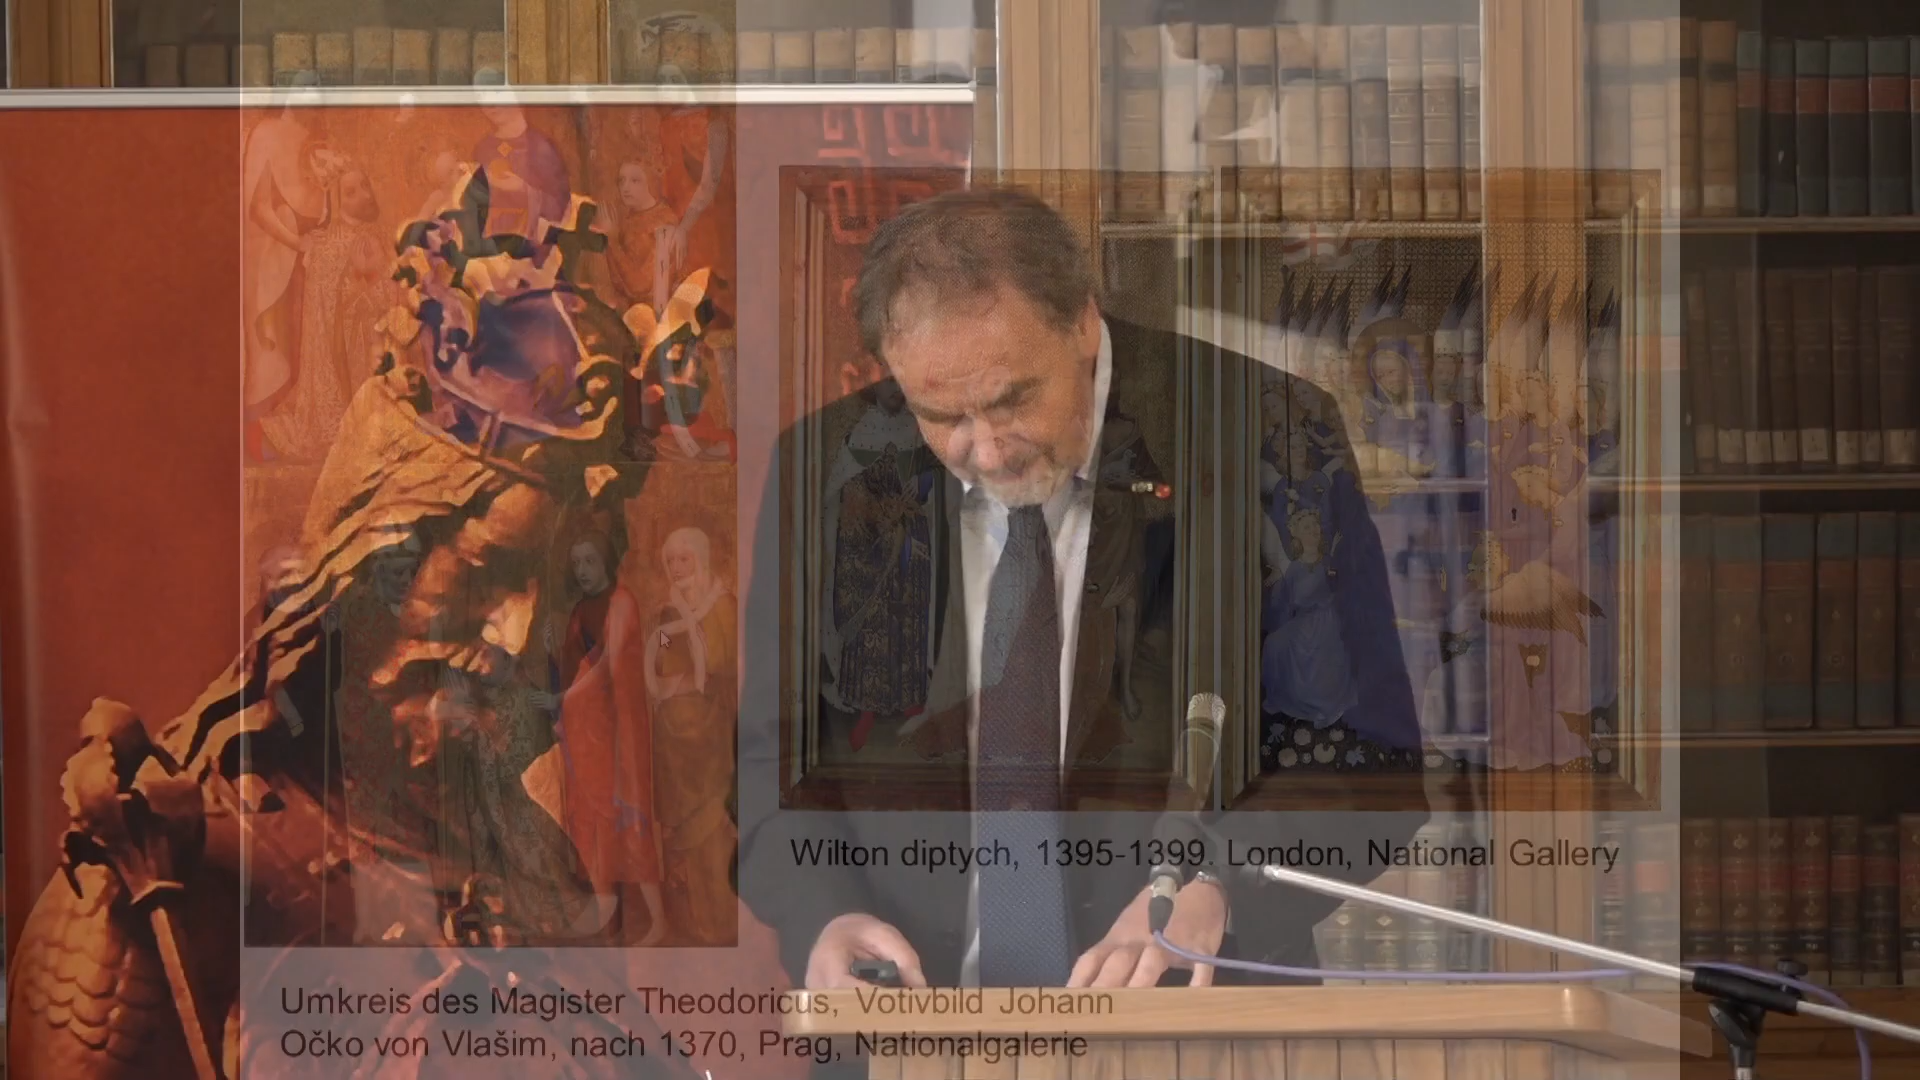 Wilton diptych, 1395-1399. London, National Gallery
Umkreis des Magister Theodoricus, Votivbild Johann
Očko von Vlašim, nach 1370, Prag, Nationalgalerie